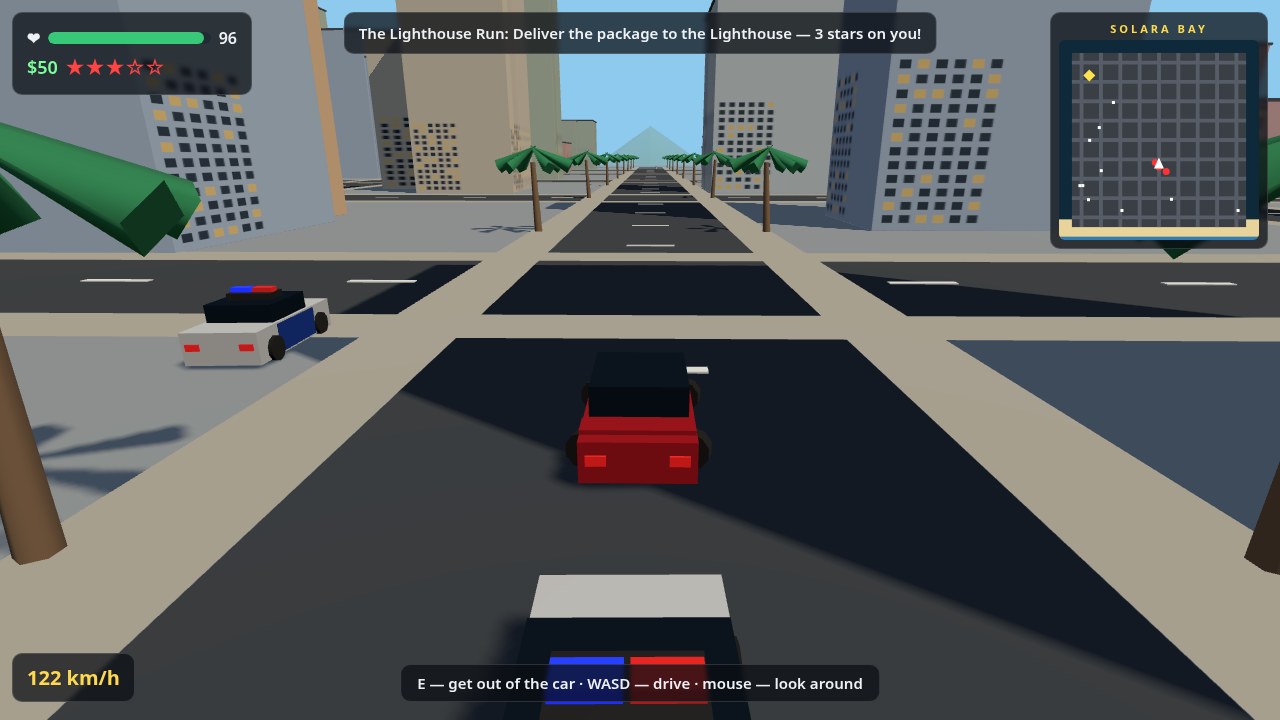 ❤ 96
The Lighthouse Run: Deliver the package to the Lighthouse — 3 stars on you!
SOLARA BAY
$50 ★★★☆☆
122 km/h
E — get out of the car · WASD — drive · mouse — look around